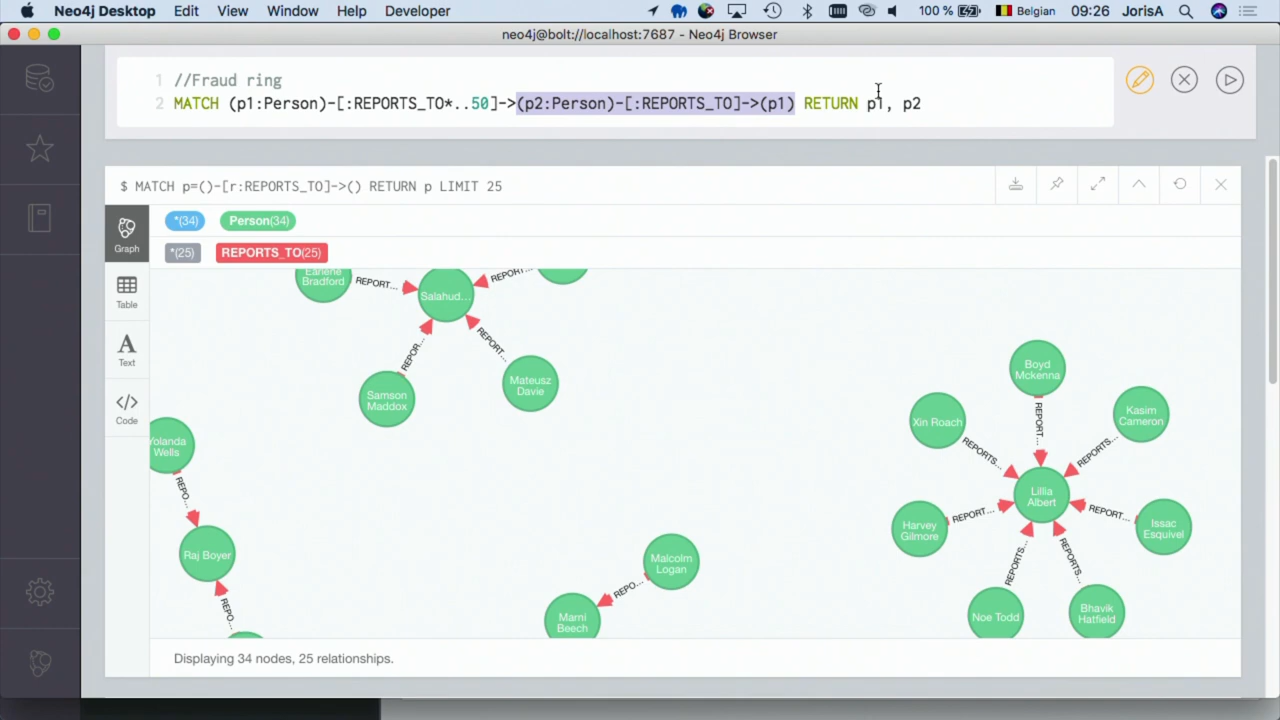 Neo4j Desktop Edit View Window Help Developer 100 % Belgian 09:26 JorisA
neo4j@bolt://localhost:7687 - Neo4j Browser
1 //Fraud ring
2 MATCH (p1:Person)-[:REPORTS_TO*..50]->(p2:Person)-[:REPORTS_TO]->(p1) RETURN p1, p2
$ MATCH p=()-[r:REPORTS_TO]->() RETURN p LIMIT 25
*(34) Person(34)
*(25) REPORTS_TO(25)
Graph
Table
Text
Code
Earlene
Bradford
REPORT...
Salahud...
REPORT...
REPOR...
REPORT...
Samson
Maddox
Mateusz
Davie
Yolanda
Wells
REPO...
Raj Boyer
REPO...
Malcolm
Logan
REPO...
Marni
Beech
Boyd
Mckenna
REPORT...
Xin Roach
REPORTS...
Kasim
Cameron
REPORTS...
Lillia
Albert
Harvey
Gilmore
REPORT...
REPORT...
Issac
Esquivel
REPORTS...
REPORTS...
Noe Todd
Bhavik
Hatfield
Displaying 34 nodes, 25 relationships.